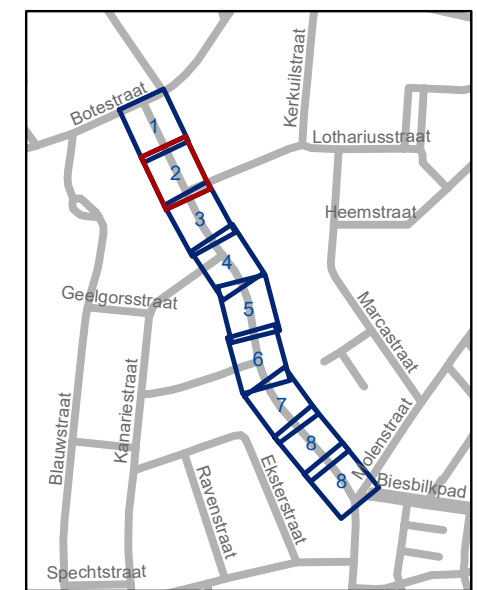 Botestraat
Kerkuilstraat
Lothariusstraat
1
2
3
Heemstraat
4
Geelgorsstraat
5
Marcastraat
6
Blauwstraat
Kanariestraat
7
8
Molenstraat
8
Biesbilkpad
Ravenstraat
Eksterstraat
Spechtstraat